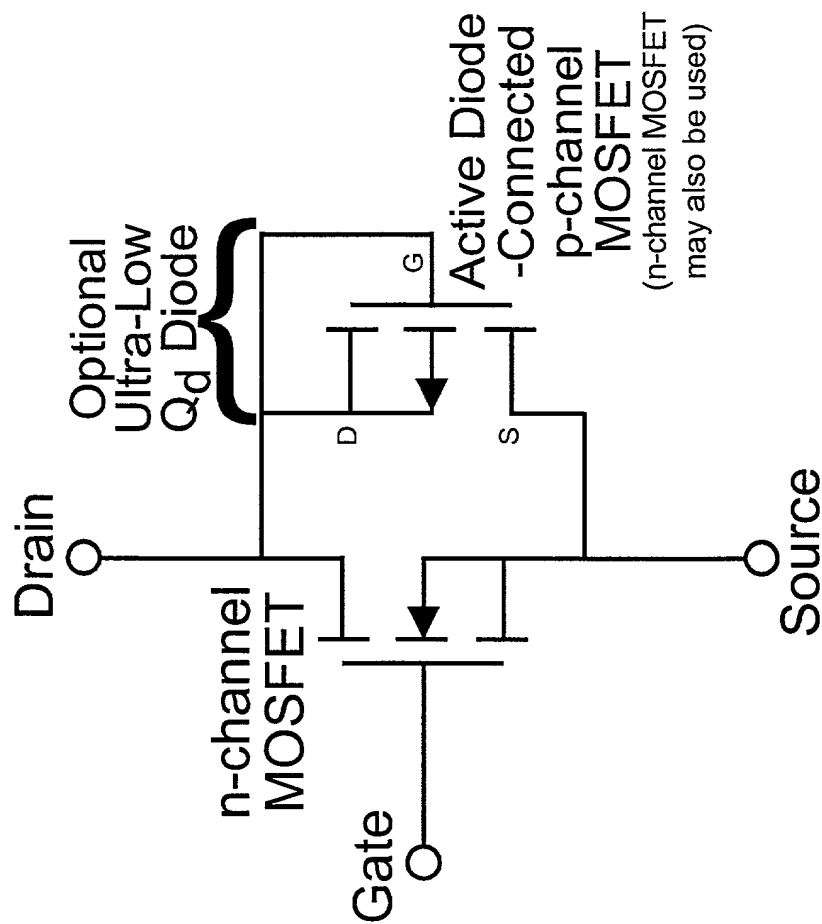 Drain
Optional
Ultra-Low
Qd Diode
n-channel
MOSFET
D
G
S
Active Diode
-Connected
p-channel
MOSFET
(n-channel MOSFET
may also be used)
Gate
Source